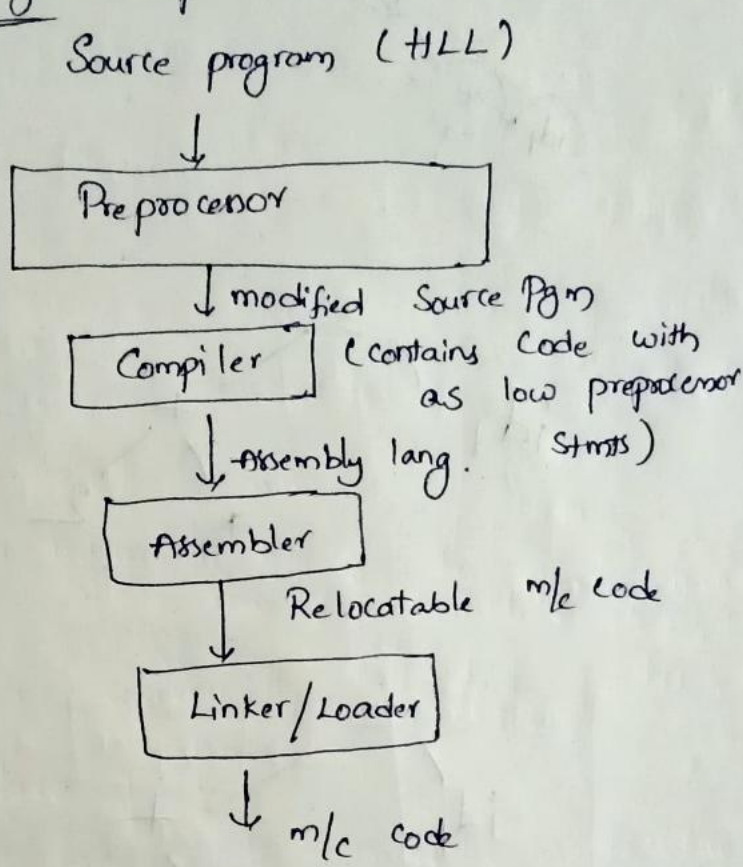 Source program (HLL)
Preprocessor
modified Source Pgm
Compiler (contains Code with
as low preprocessor
Stmts)
Assembly lang.
Assembler
Relocatable m/c code
Linker/Loader
m/c code